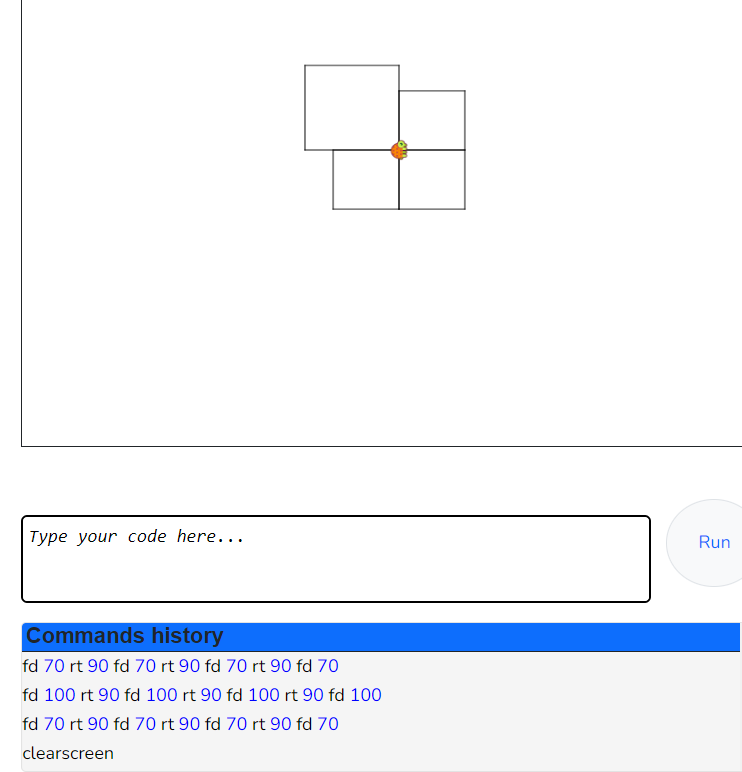 Type your code here...
Run
Commands history
fd 70 rt 90 fd 70 rt 90 fd 70 rt 90 fd 70
fd 100 rt 90 fd 100 rt 90 fd 100 rt 90 fd 100
fd 70 rt 90 fd 70 rt 90 fd 70 rt 90 fd 70
clearscreen